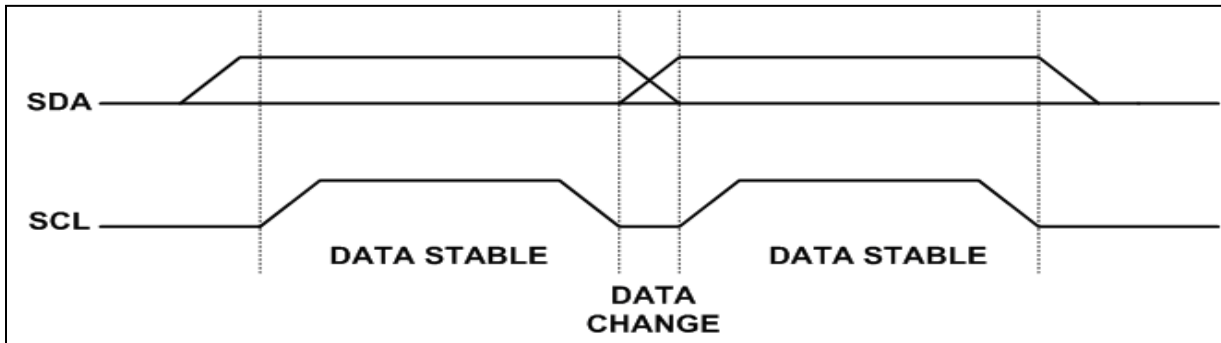 SDA
SCL
DATA STABLE
DATA STABLE
DATA
CHANGE